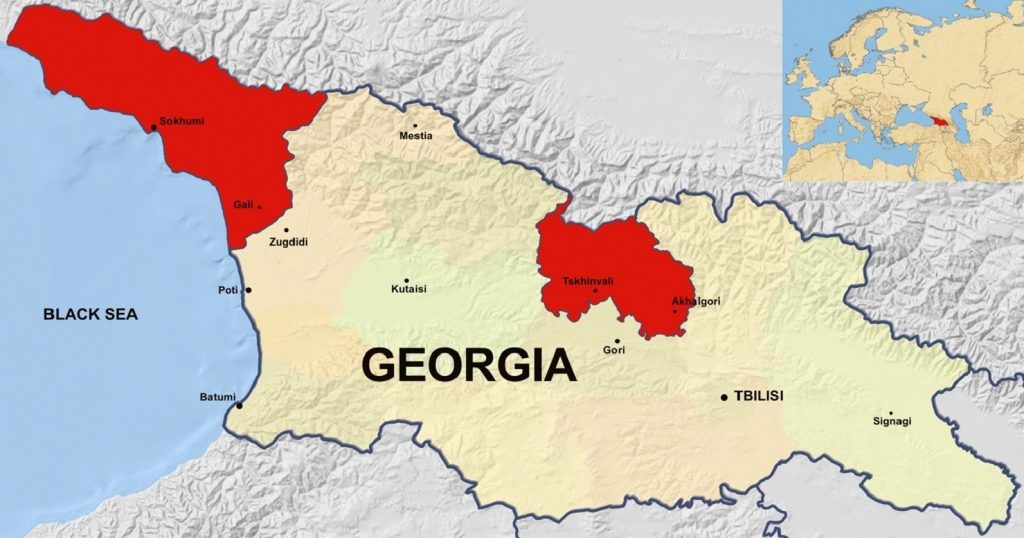 Sokhumi
Mestia
Gali
Zugdidi
Tskhinvali
Poti
Kutaisi
Akhalgori
BLACK SEA
Gori
GEORGIA
Batumi
TBILISI
Signagi